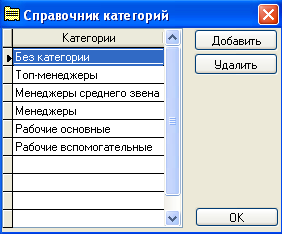 Справочник категорий
Категории
Добавить
Без категории
Удалить
Топ-менеджеры
Менеджеры среднего звена
Менеджеры
Рабочие основные
Рабочие вспомогательные
OK